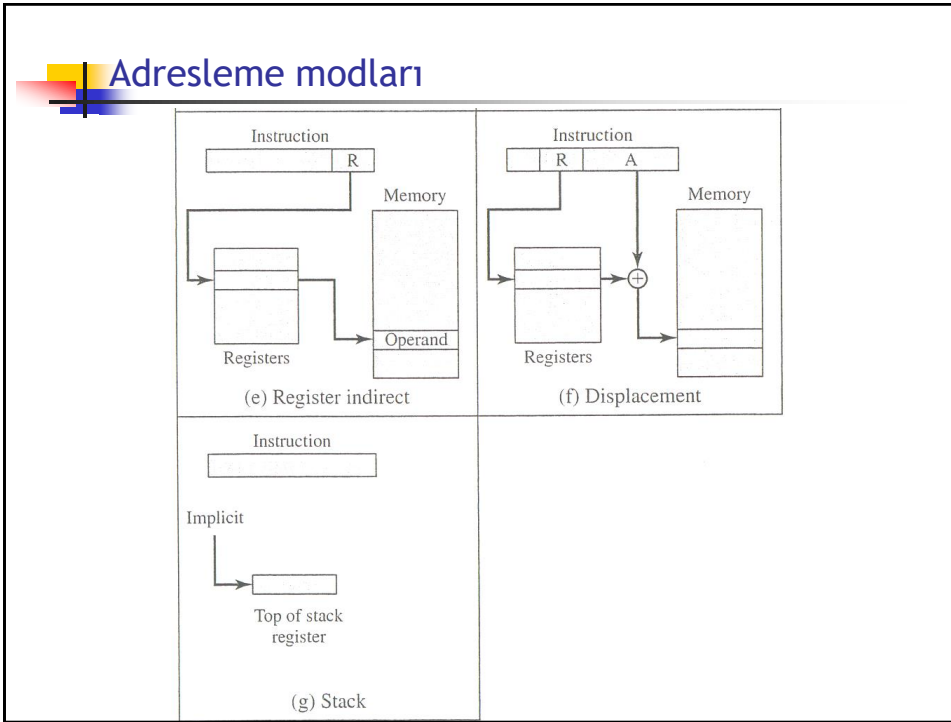 Adresleme modları
Instruction
R
Memory
Operand
Registers
(e) Register indirect
Instruction
R A
Memory
Registers
(f) Displacement
Instruction
Implicit
Top of stack
register
(g) Stack